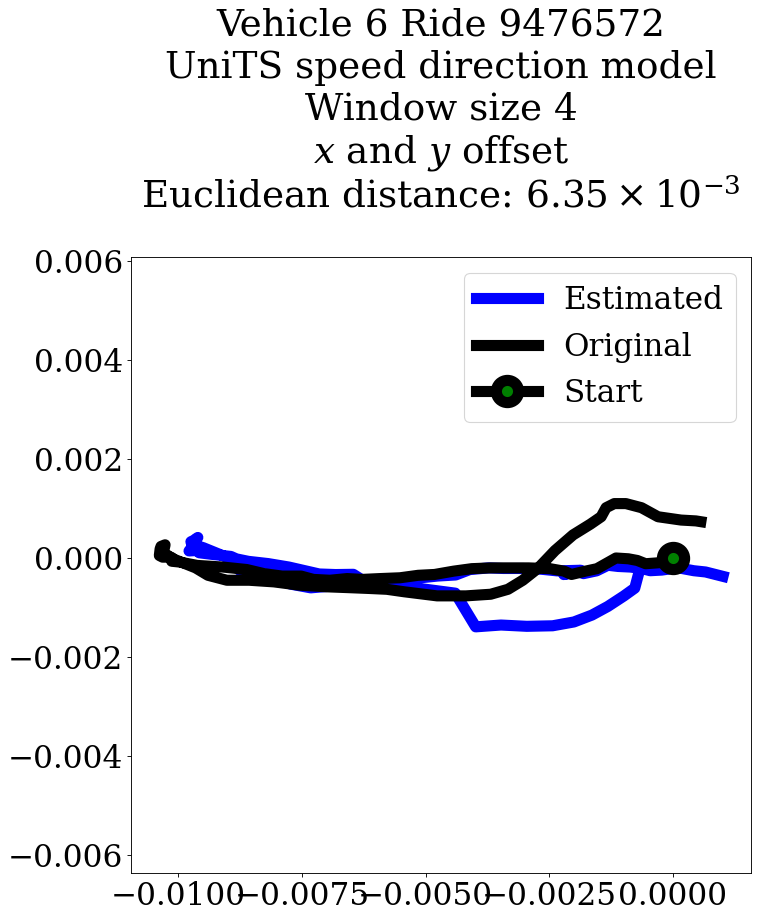 Vehicle 6 Ride 9476572
UniTS speed direction model
Window size 4
x and y offset
Euclidean distance: 6.35 × 10⁻³
Estimated
Original
Start
0.006
0.004
0.002
0.000
−0.002
−0.004
−0.006
−0.0100
−0.0075
−0.0050
−0.0025
0.0000